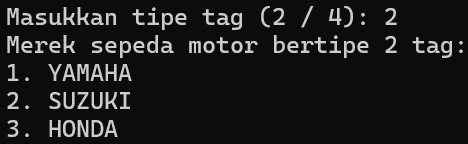 Masukkan tipe tag (2 / 4): 2
Merek sepeda motor bertipe 2 tag:
1. YAMAHA
2. SUZUKI
3. HONDA